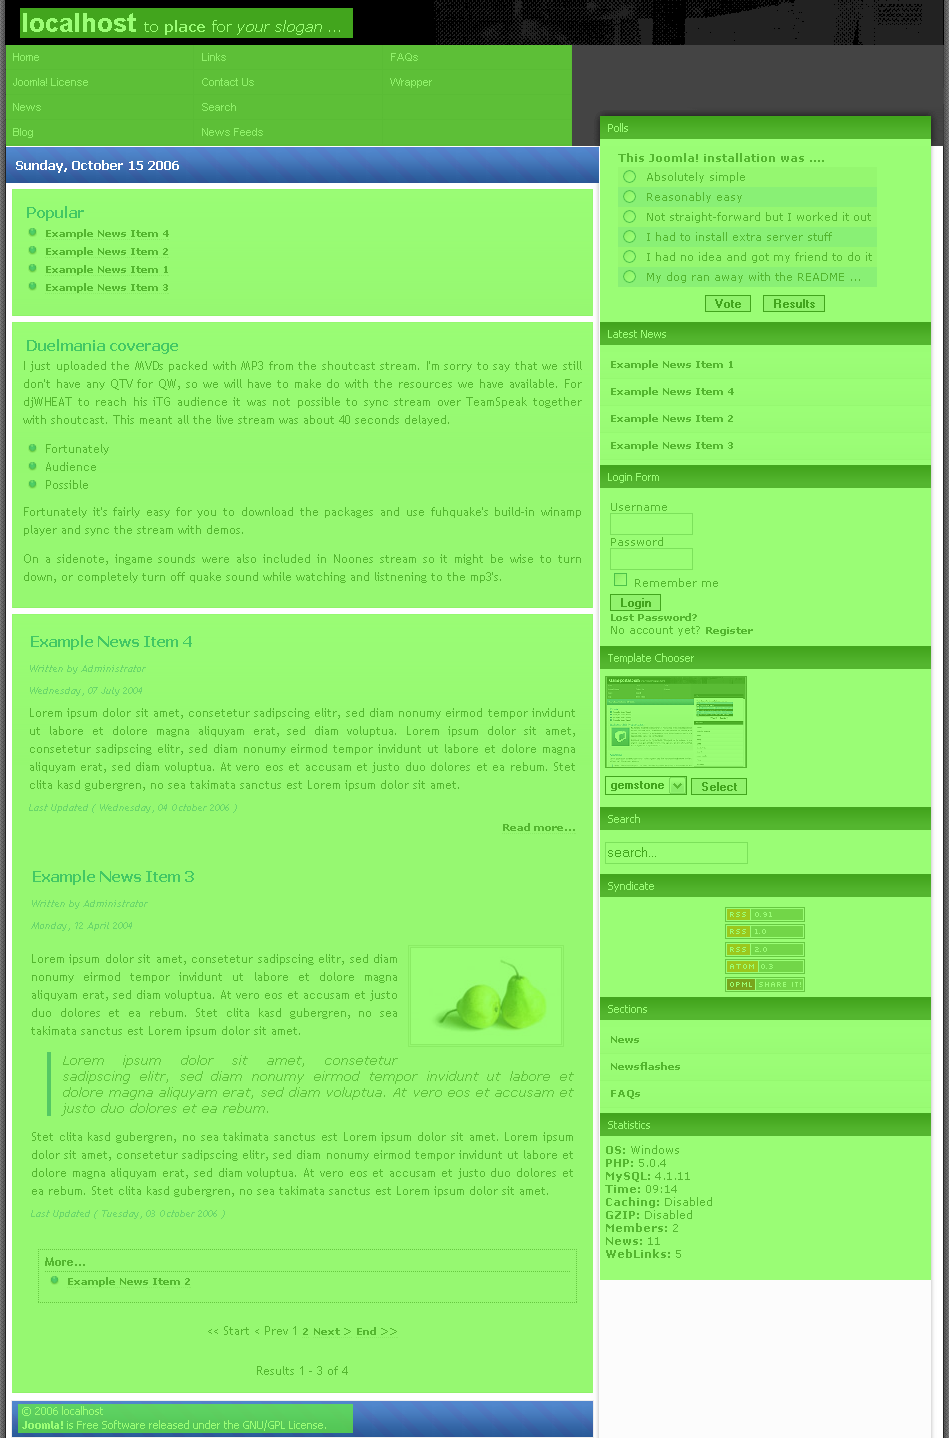 localhost to place for your slogan ...
Home Links FAQs
Joomla! License Contact Us Wrapper
News Search
Blog News Feeds
Sunday, October 15 2006
Popular
Example News Item 4
Example News Item 2
Example News Item 1
Example News Item 3
Duelmania coverage
I just uploaded the MVDs packed with MP3 from the shoutcast stream. I'm sorry to say that we still
don't have any QTV for QW, so we will have to make do with the resources we have available. For
djWHEAT to reach his iTG audience it was not possible to sync stream over TeamSpeak together
with shoutcast. This meant all the live stream was about 40 seconds delayed.
Fortunately
Audience
Possible
Fortunately it's fairly easy for you to download the packages and use fuhquake's build-in winamp
player and sync the stream with demos.
On a sidenote, ingame sounds were also included in Noones stream so it might be wise to turn
down, or completely turn off quake sound while watching and listnening to the mp3's.
Example News Item 4
Written by Administrator
Wednesday, 07 July 2004
Lorem ipsum dolor sit amet, consetetur sadipscing elitr, sed diam nonumy eirmod tempor invidunt
ut labore et dolore magna aliquyam erat, sed diam voluptua. Lorem ipsum dolor sit amet,
consetetur sadipscing elitr, sed diam nonumy eirmod tempor invidunt ut labore et dolore magna
aliquyam erat, sed diam voluptua. At vero eos et accusam et justo duo dolores et ea rebum. Stet
clita kasd gubergren, no sea takimata sanctus est Lorem ipsum dolor sit amet.
Last Updated ( Wednesday, 04 October 2006 )
Read more...
Example News Item 3
Written by Administrator
Monday, 12 April 2004
Lorem ipsum dolor sit amet, consetetur sadipscing elitr, sed diam
nonumy eirmod tempor invidunt ut labore et dolore magna
aliquyam erat, sed diam voluptua. At vero eos et accusam et justo
duo dolores et ea rebum. Stet clita kasd gubergren, no sea
takimata sanctus est Lorem ipsum dolor sit amet.
Lorem ipsum dolor sit amet, consetetur
sadipscing elitr, sed diam nonumy eirmod tempor invidunt ut labore et
dolore magna aliquyam erat, sed diam voluptua. At vero eos et accusam et
justo duo dolores et ea rebum.
Stet clita kasd gubergren, no sea takimata sanctus est Lorem ipsum dolor sit amet. Lorem ipsum
dolor sit amet, consetetur sadipscing elitr, sed diam nonumy eirmod tempor invidunt ut labore et
dolore magna aliquyam erat, sed diam voluptua. At vero eos et accusam et justo duo dolores et
ea rebum. Stet clita kasd gubergren, no sea takimata sanctus est Lorem ipsum dolor sit amet.
Last Updated ( Tuesday, 03 October 2006 )
More...
Example News Item 2
<< Start < Prev 1 2 Next > End >>
Results 1 - 3 of 4
© 2006 localhost
Joomla! is Free Software released under the GNU/GPL License.
Polls
This Joomla! installation was ....
Absolutely simple
Reasonably easy
Not straight-forward but I worked it out
I had to install extra server stuff
I had no idea and got my friend to do it
My dog ran away with the README ...
Vote Results
Latest News
Example News Item 1
Example News Item 4
Example News Item 2
Example News Item 3
Login Form
Username
Password
Remember me
Login
Lost Password?
No account yet? Register
Template Chooser
gemstone Select
Search
search...
Syndicate
RSS 0.91
RSS 1.0
RSS 2.0
ATOM 0.3
OPML SHARE IT!
Sections
News
Newsflashes
FAQs
Statistics
OS: Windows
PHP: 5.0.4
MySQL: 4.1.11
Time: 09:14
Caching: Disabled
GZIP: Disabled
Members: 2
News: 11
WebLinks: 5